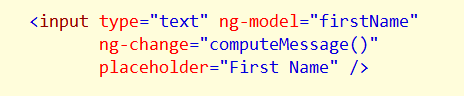 <input type="text" ng-model="firstName"
ng-change="computeMessage()"
placeholder="First Name" />